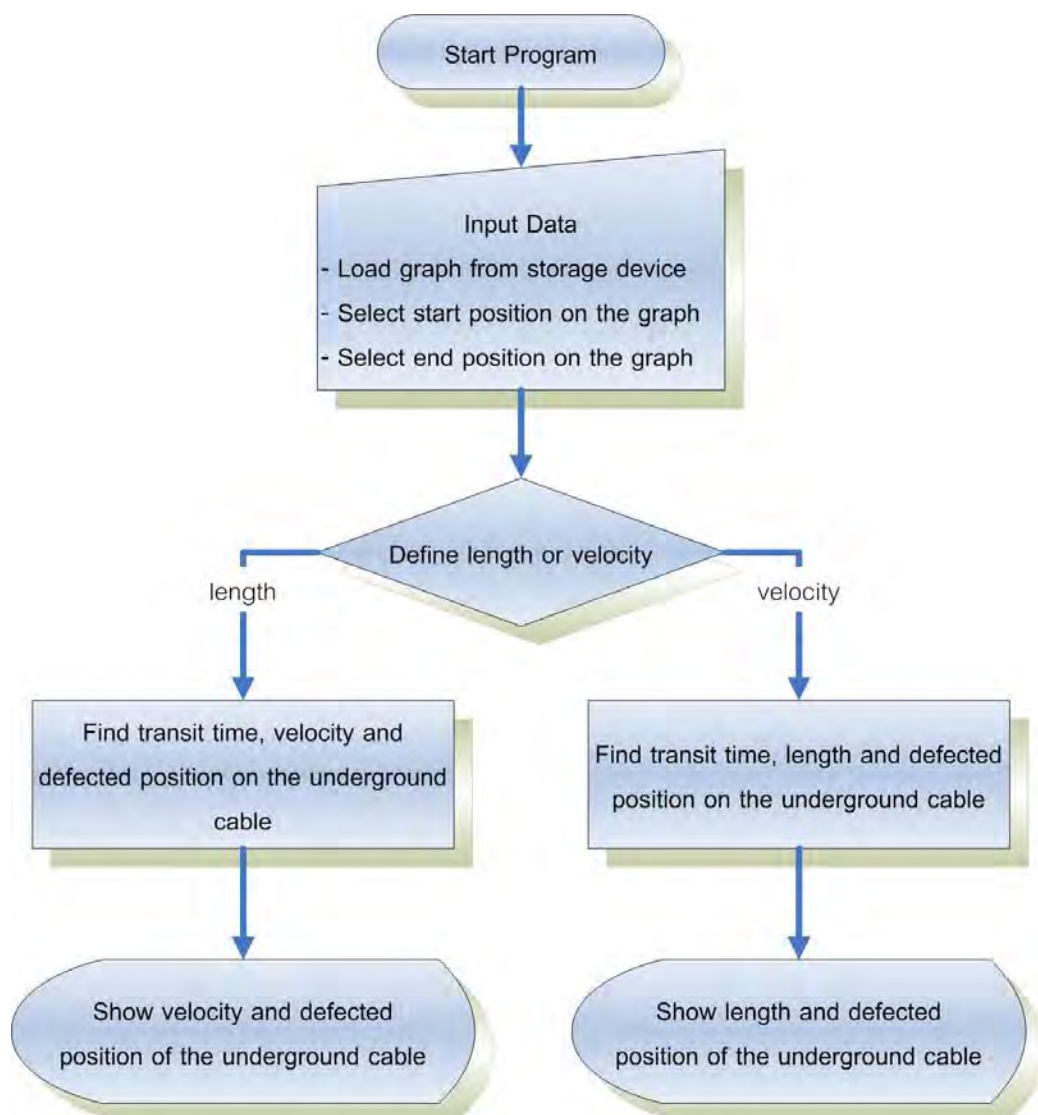 Start Program
Input Data
- Load graph from storage device
- Select start position on the graph
- Select end position on the graph
Define length or velocity
length
velocity
Find transit time, velocity and
defected position on the underground
cable
Find transit time, length and defected
position on the underground cable
Show velocity and defected
position of the underground cable
Show length and defected
position of the underground cable